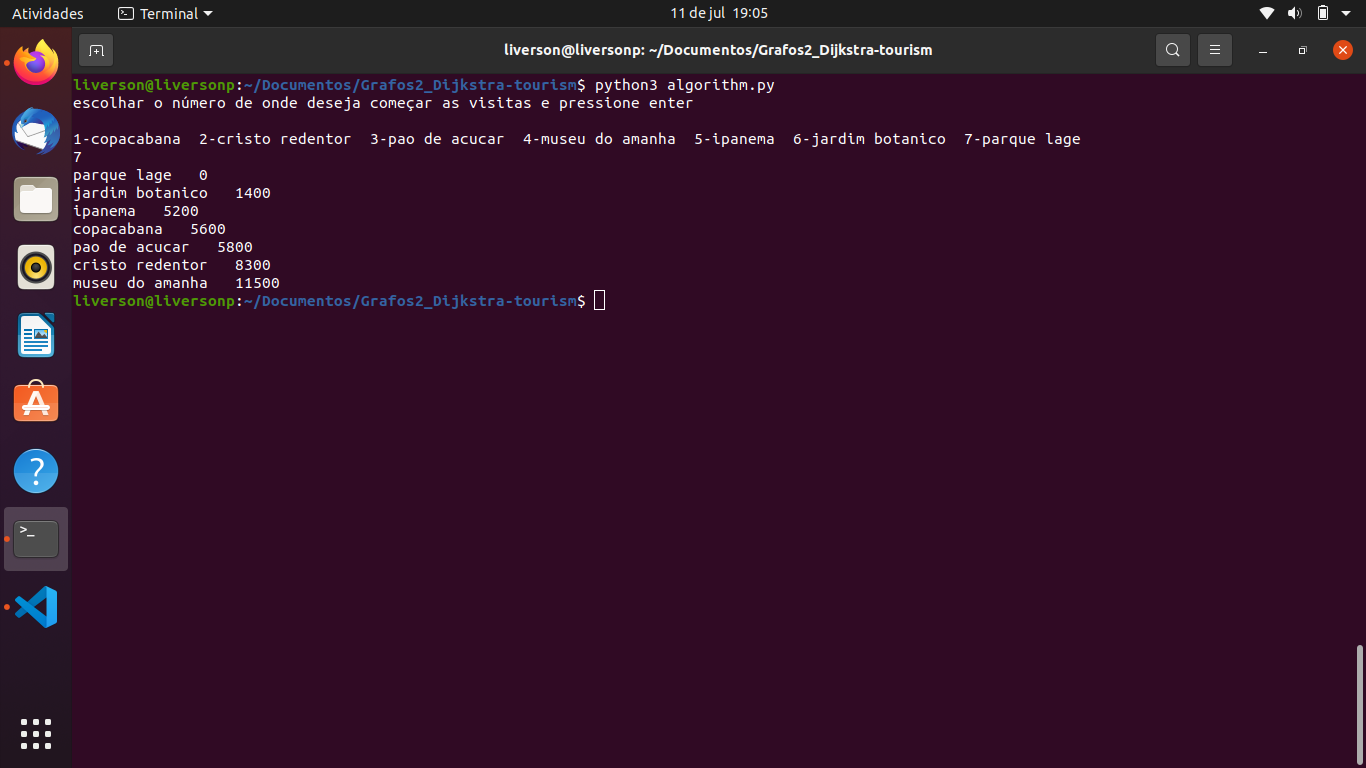 Atividades Terminal 11 de jul 19:05
liverson@liversonp: ~/Documentos/Grafos2_Dijkstra-tourism
liverson@liversonp:~/Documentos/Grafos2_Dijkstra-tourism$ python3 algorithm.py
escolhar o número de onde deseja começar as visitas e pressione enter
1-copacabana 2-cristo redentor 3-pao de acucar 4-museu do amanha 5-ipanema 6-jardim botanico 7-parque lage
7
parque lage 0
jardim botanico 1400
ipanema 5200
copacabana 5600
pao de acucar 5800
cristo redentor 8300
museu do amanha 11500
liverson@liversonp:~/Documentos/Grafos2_Dijkstra-tourism$